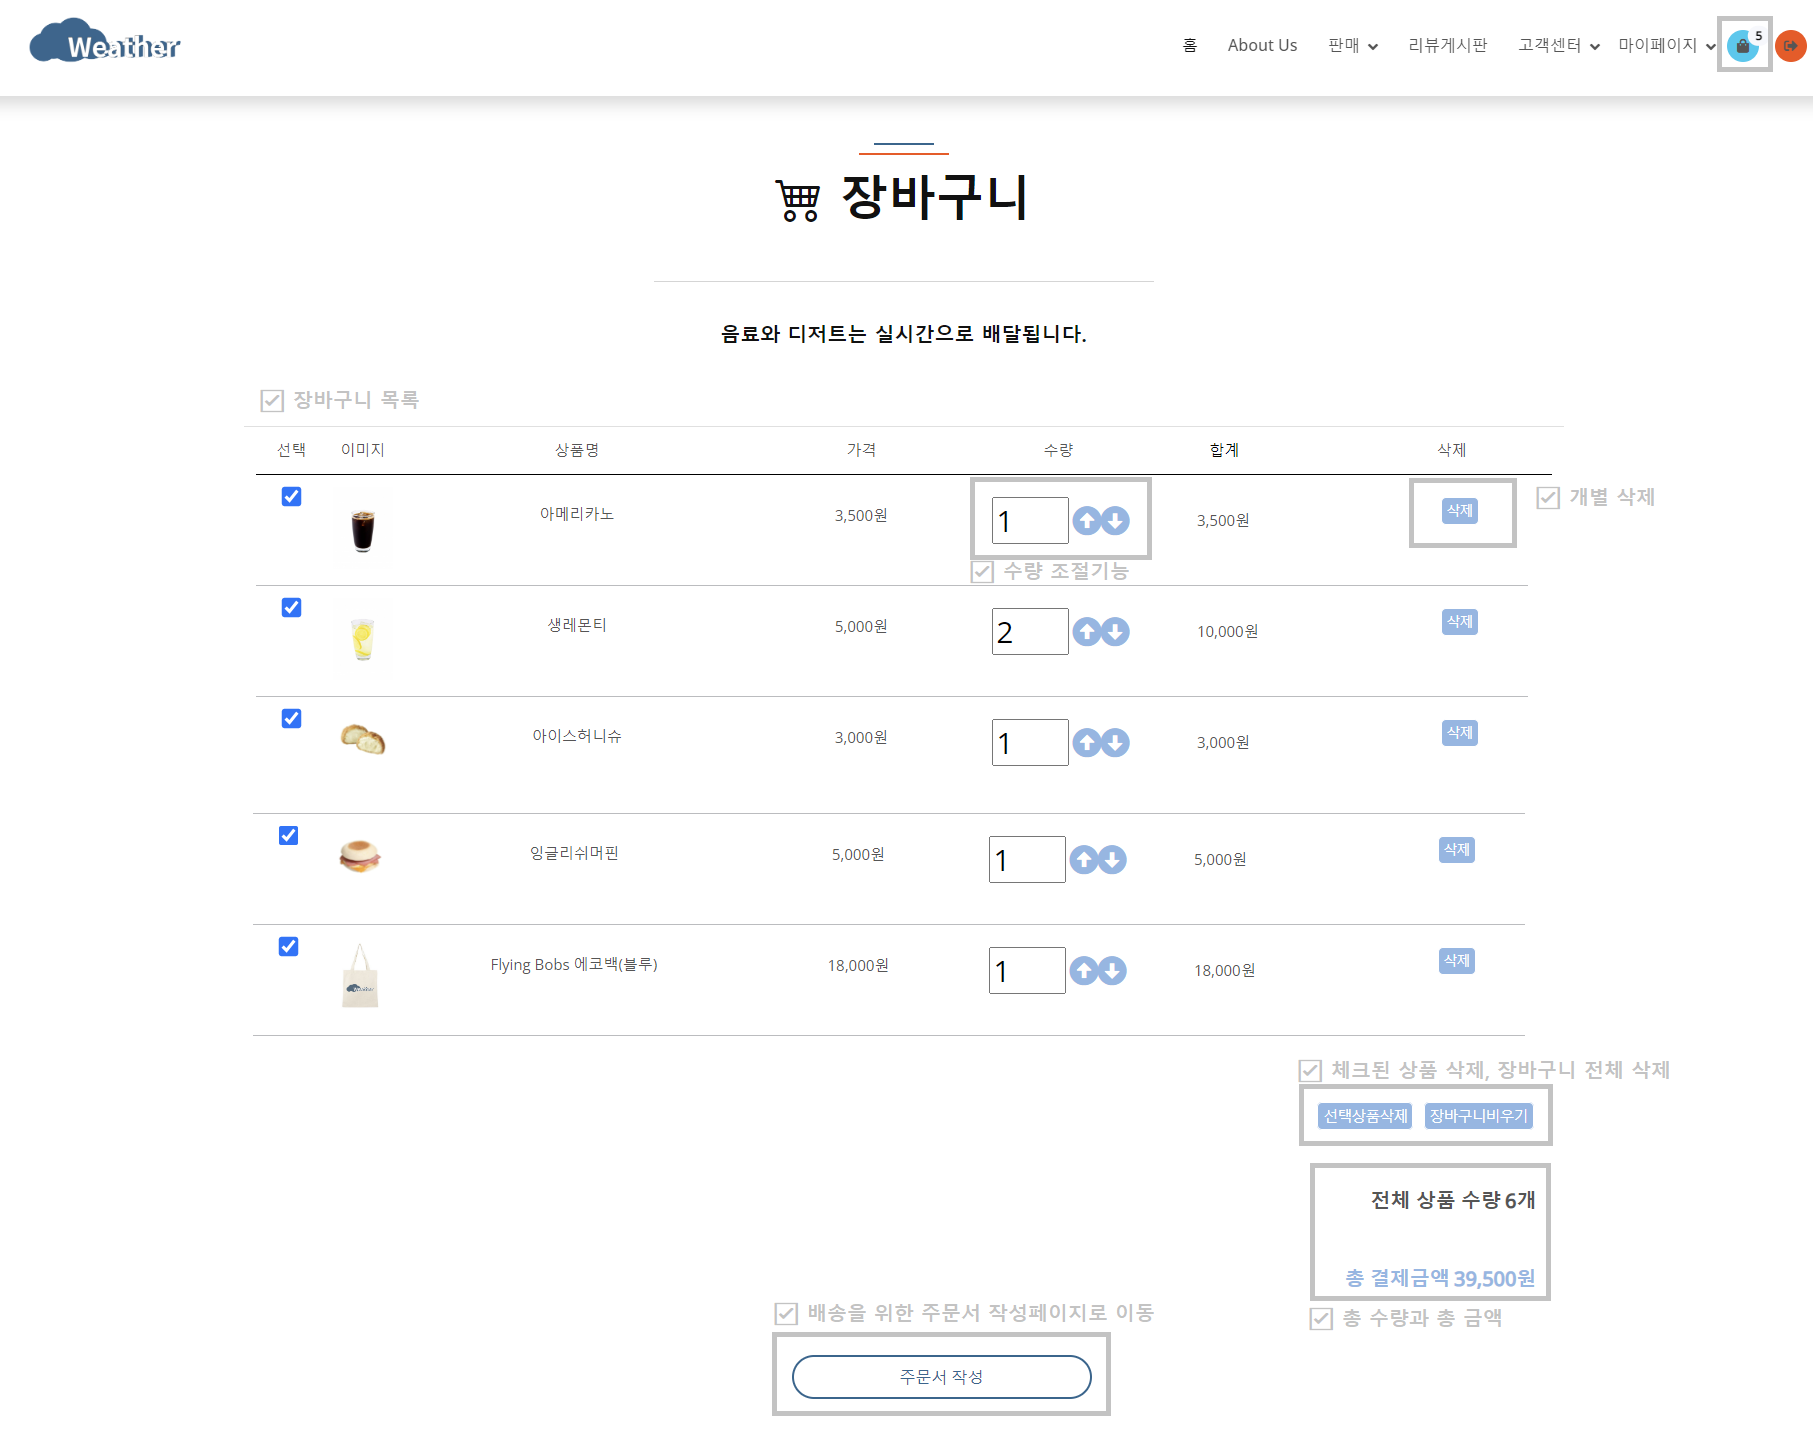 Weather
홈 About Us 판매 리뷰게시판 고객센터 마이페이지 5
장바구니
음료와 디저트는 실시간으로 배달됩니다.
장바구니 목록
선택 이미지 상품명 가격 수량 합계 삭제
아메리카노 3,500원 1 3,500원 삭제
개별 삭제
수량 조절기능
생레몬티 5,000원 2 10,000원 삭제
아이스허니슈 3,000원 1 3,000원 삭제
잉글리쉬머핀 5,000원 1 5,000원 삭제
Flying Bobs 에코백(블루) 18,000원 1 18,000원 삭제
체크된 상품 삭제, 장바구니 전체 삭제
선택상품삭제 장바구니비우기
전체 상품 수량 6개
총 결제금액 39,500원
총 수량과 총 금액
배송을 위한 주문서 작성페이지로 이동
주문서 작성